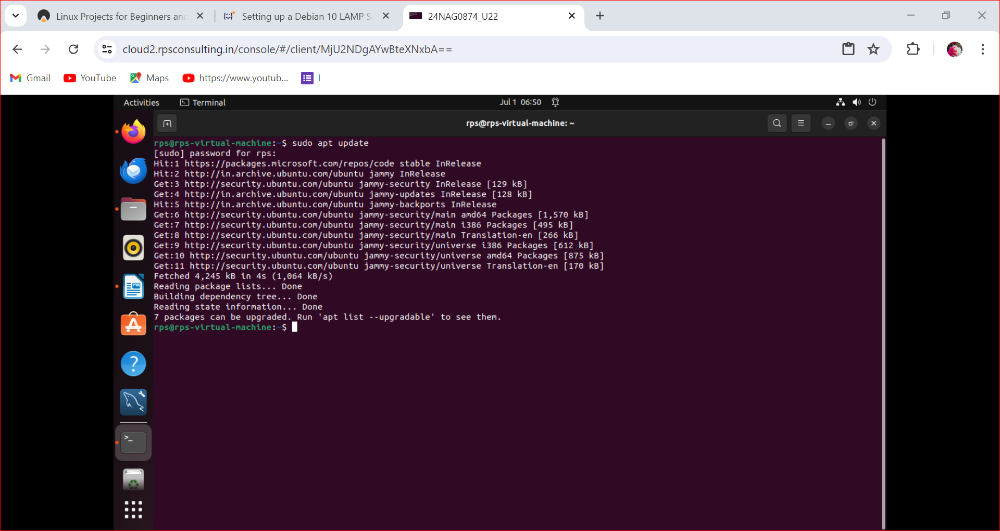 Linux Projects for Beginners and
Setting up a Debian 10 LAMP S
24NAG0874_U22
cloud2.rpsconsulting.in/console/#/client/MjU2NDgAYwBteXNxbA==
Gmail
YouTube
Maps
https://www.youtub...
I
Activities
Terminal
Jul 1 06:50
rps@rps-virtual-machine: ~
rps@rps-virtual-machine:~$ sudo apt update
[sudo] password for rps:
Hit:1 https://packages.microsoft.com/repos/code stable InRelease
Hit:2 http://in.archive.ubuntu.com/ubuntu jammy InRelease
Get:3 http://security.ubuntu.com/ubuntu jammy-security InRelease [129 kB]
Get:4 http://in.archive.ubuntu.com/ubuntu jammy-updates InRelease [128 kB]
Hit:5 http://in.archive.ubuntu.com/ubuntu jammy-backports InRelease
Get:6 http://security.ubuntu.com/ubuntu jammy-security/main amd64 Packages [1,570 kB]
Get:7 http://security.ubuntu.com/ubuntu jammy-security/main i386 Packages [495 kB]
Get:8 http://security.ubuntu.com/ubuntu jammy-security/main Translation-en [266 kB]
Get:9 http://security.ubuntu.com/ubuntu jammy-security/universe i386 Packages [612 kB]
Get:10 http://security.ubuntu.com/ubuntu jammy-security/universe amd64 Packages [875 kB]
Get:11 http://security.ubuntu.com/ubuntu jammy-security/universe Translation-en [170 kB]
Fetched 4,245 kB in 4s (1,064 kB/s)
Reading package lists... Done
Building dependency tree... Done
Reading state information... Done
7 packages can be upgraded. Run 'apt list --upgradable' to see them.
rps@rps-virtual-machine:~$